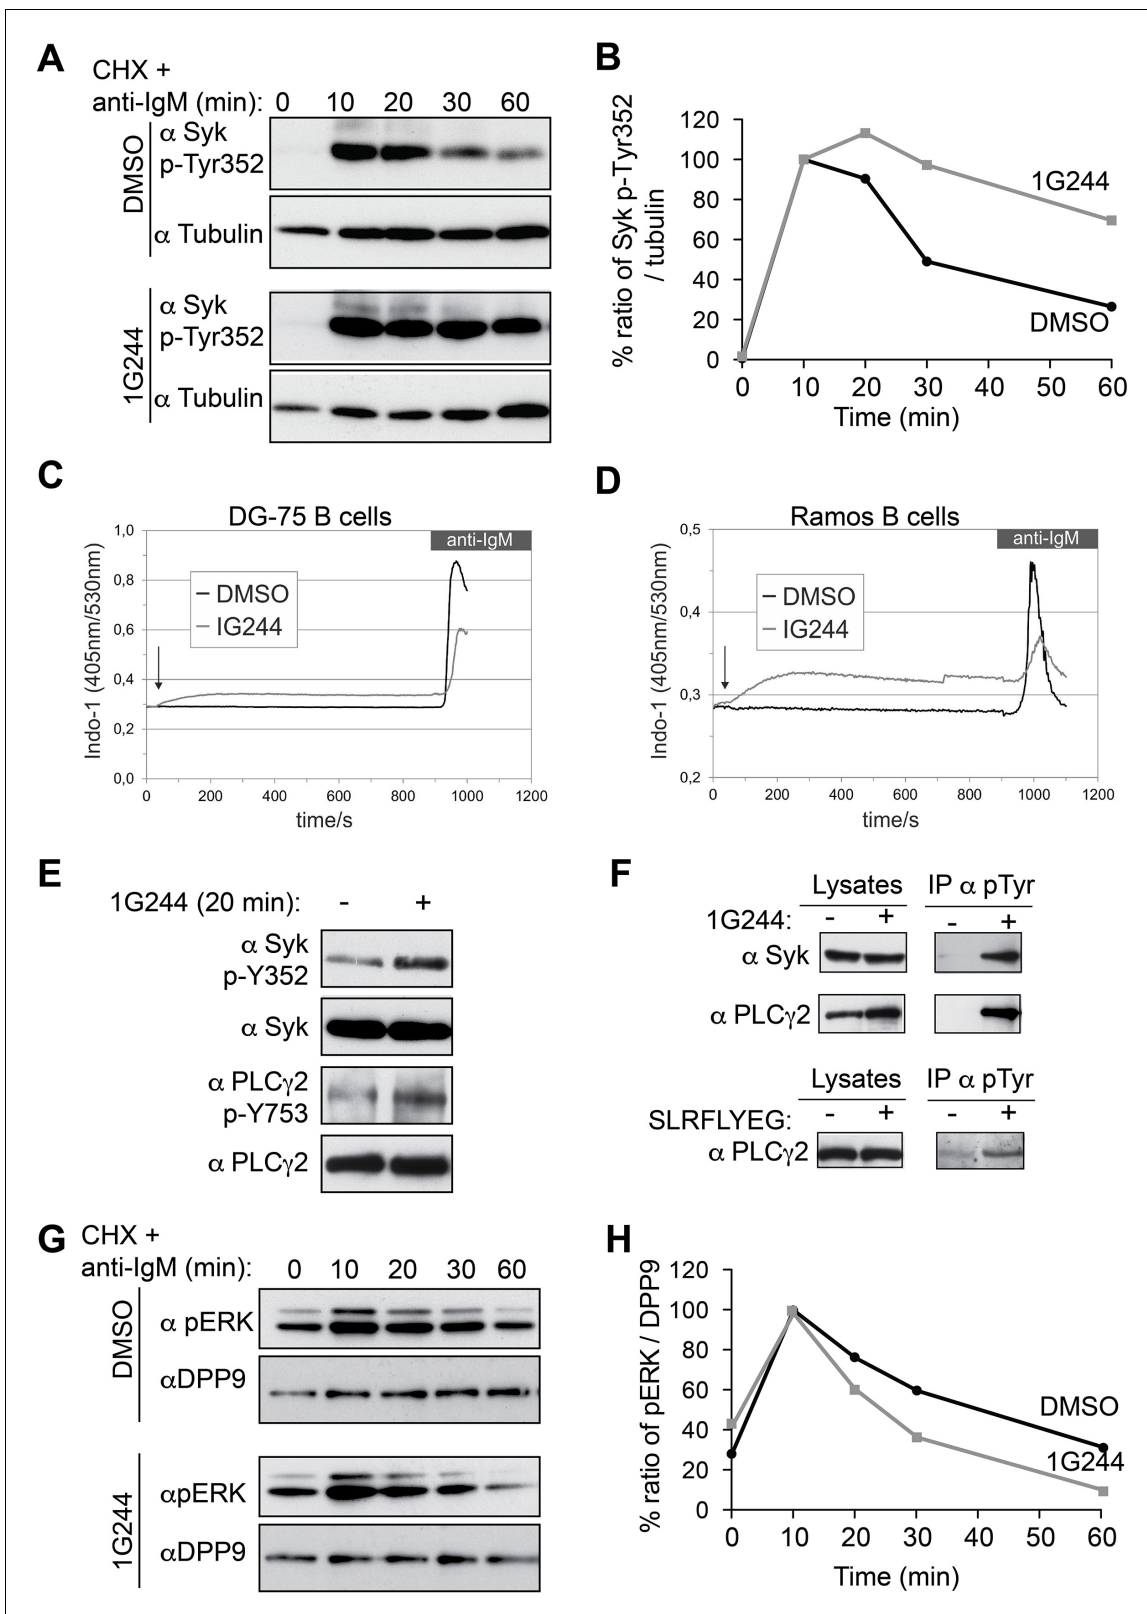 A
CHX +
anti-IgM (min): 0 10 20 30 60
DMSO
α Syk
p-Tyr352
α Tubulin
1G244
α Syk
p-Tyr352
α Tubulin
B
% ratio of Syk p-Tyr352
/ tubulin
120
100
80
60
40
20
0
1G244
DMSO
0 10 20 30 40 50 60
Time (min)
C
DG-75 B cells
Indo-1 (405nm/530nm)
1,0
0,8
0,6
0,4
0,2
0,0
anti-IgM
DMSO
IG244
0 200 400 600 800 1000 1200
time/s
D
Ramos B cells
Indo-1 (405nm/530nm)
0,5
0,4
0,3
0,2
anti-IgM
DMSO
IG244
0 200 400 600 800 1000 1200
time/s
E
1G244 (20 min): - +
α Syk
p-Y352
α Syk
α PLCγ2
p-Y753
α PLCγ2
F
Lysates IP α pTyr
1G244: - + - +
α Syk
α PLCγ2
Lysates IP α pTyr
SLRFLYEG: - + - +
α PLCγ2
G
CHX +
anti-IgM (min): 0 10 20 30 60
DMSO
α pERK
αDPP9
1G244
αpERK
αDPP9
H
% ratio of pERK / DPP9
120
100
80
60
40
20
0
DMSO
1G244
0 10 20 30 40 50 60
Time (min)